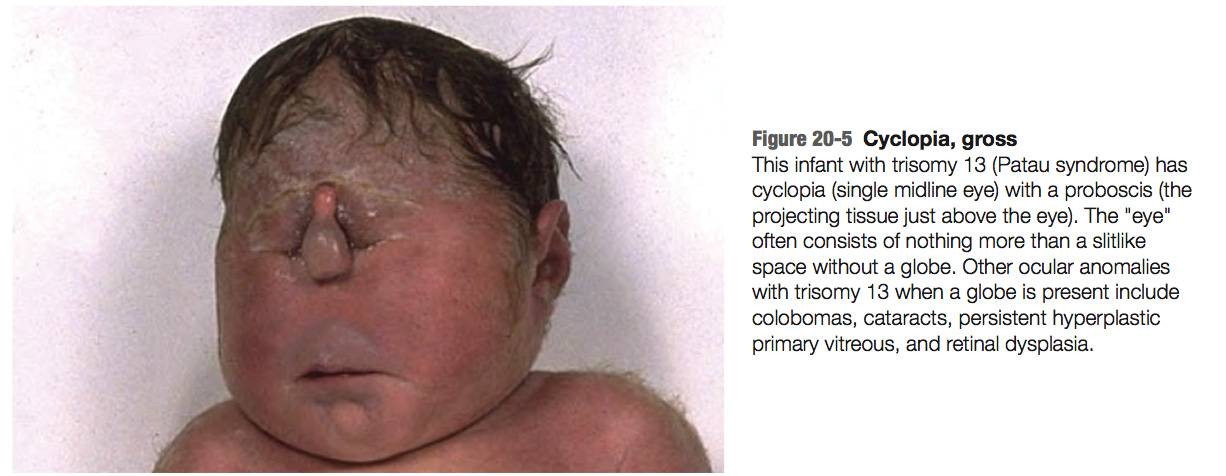 Figure 20-5 Cyclopia, gross
This infant with trisomy 13 (Patau syndrome) has
cyclopia (single midline eye) with a proboscis (the
projecting tissue just above the eye). The "eye"
often consists of nothing more than a slitlike
space without a globe. Other ocular anomalies
with trisomy 13 when a globe is present include
colobomas, cataracts, persistent hyperplastic
primary vitreous, and retinal dysplasia.